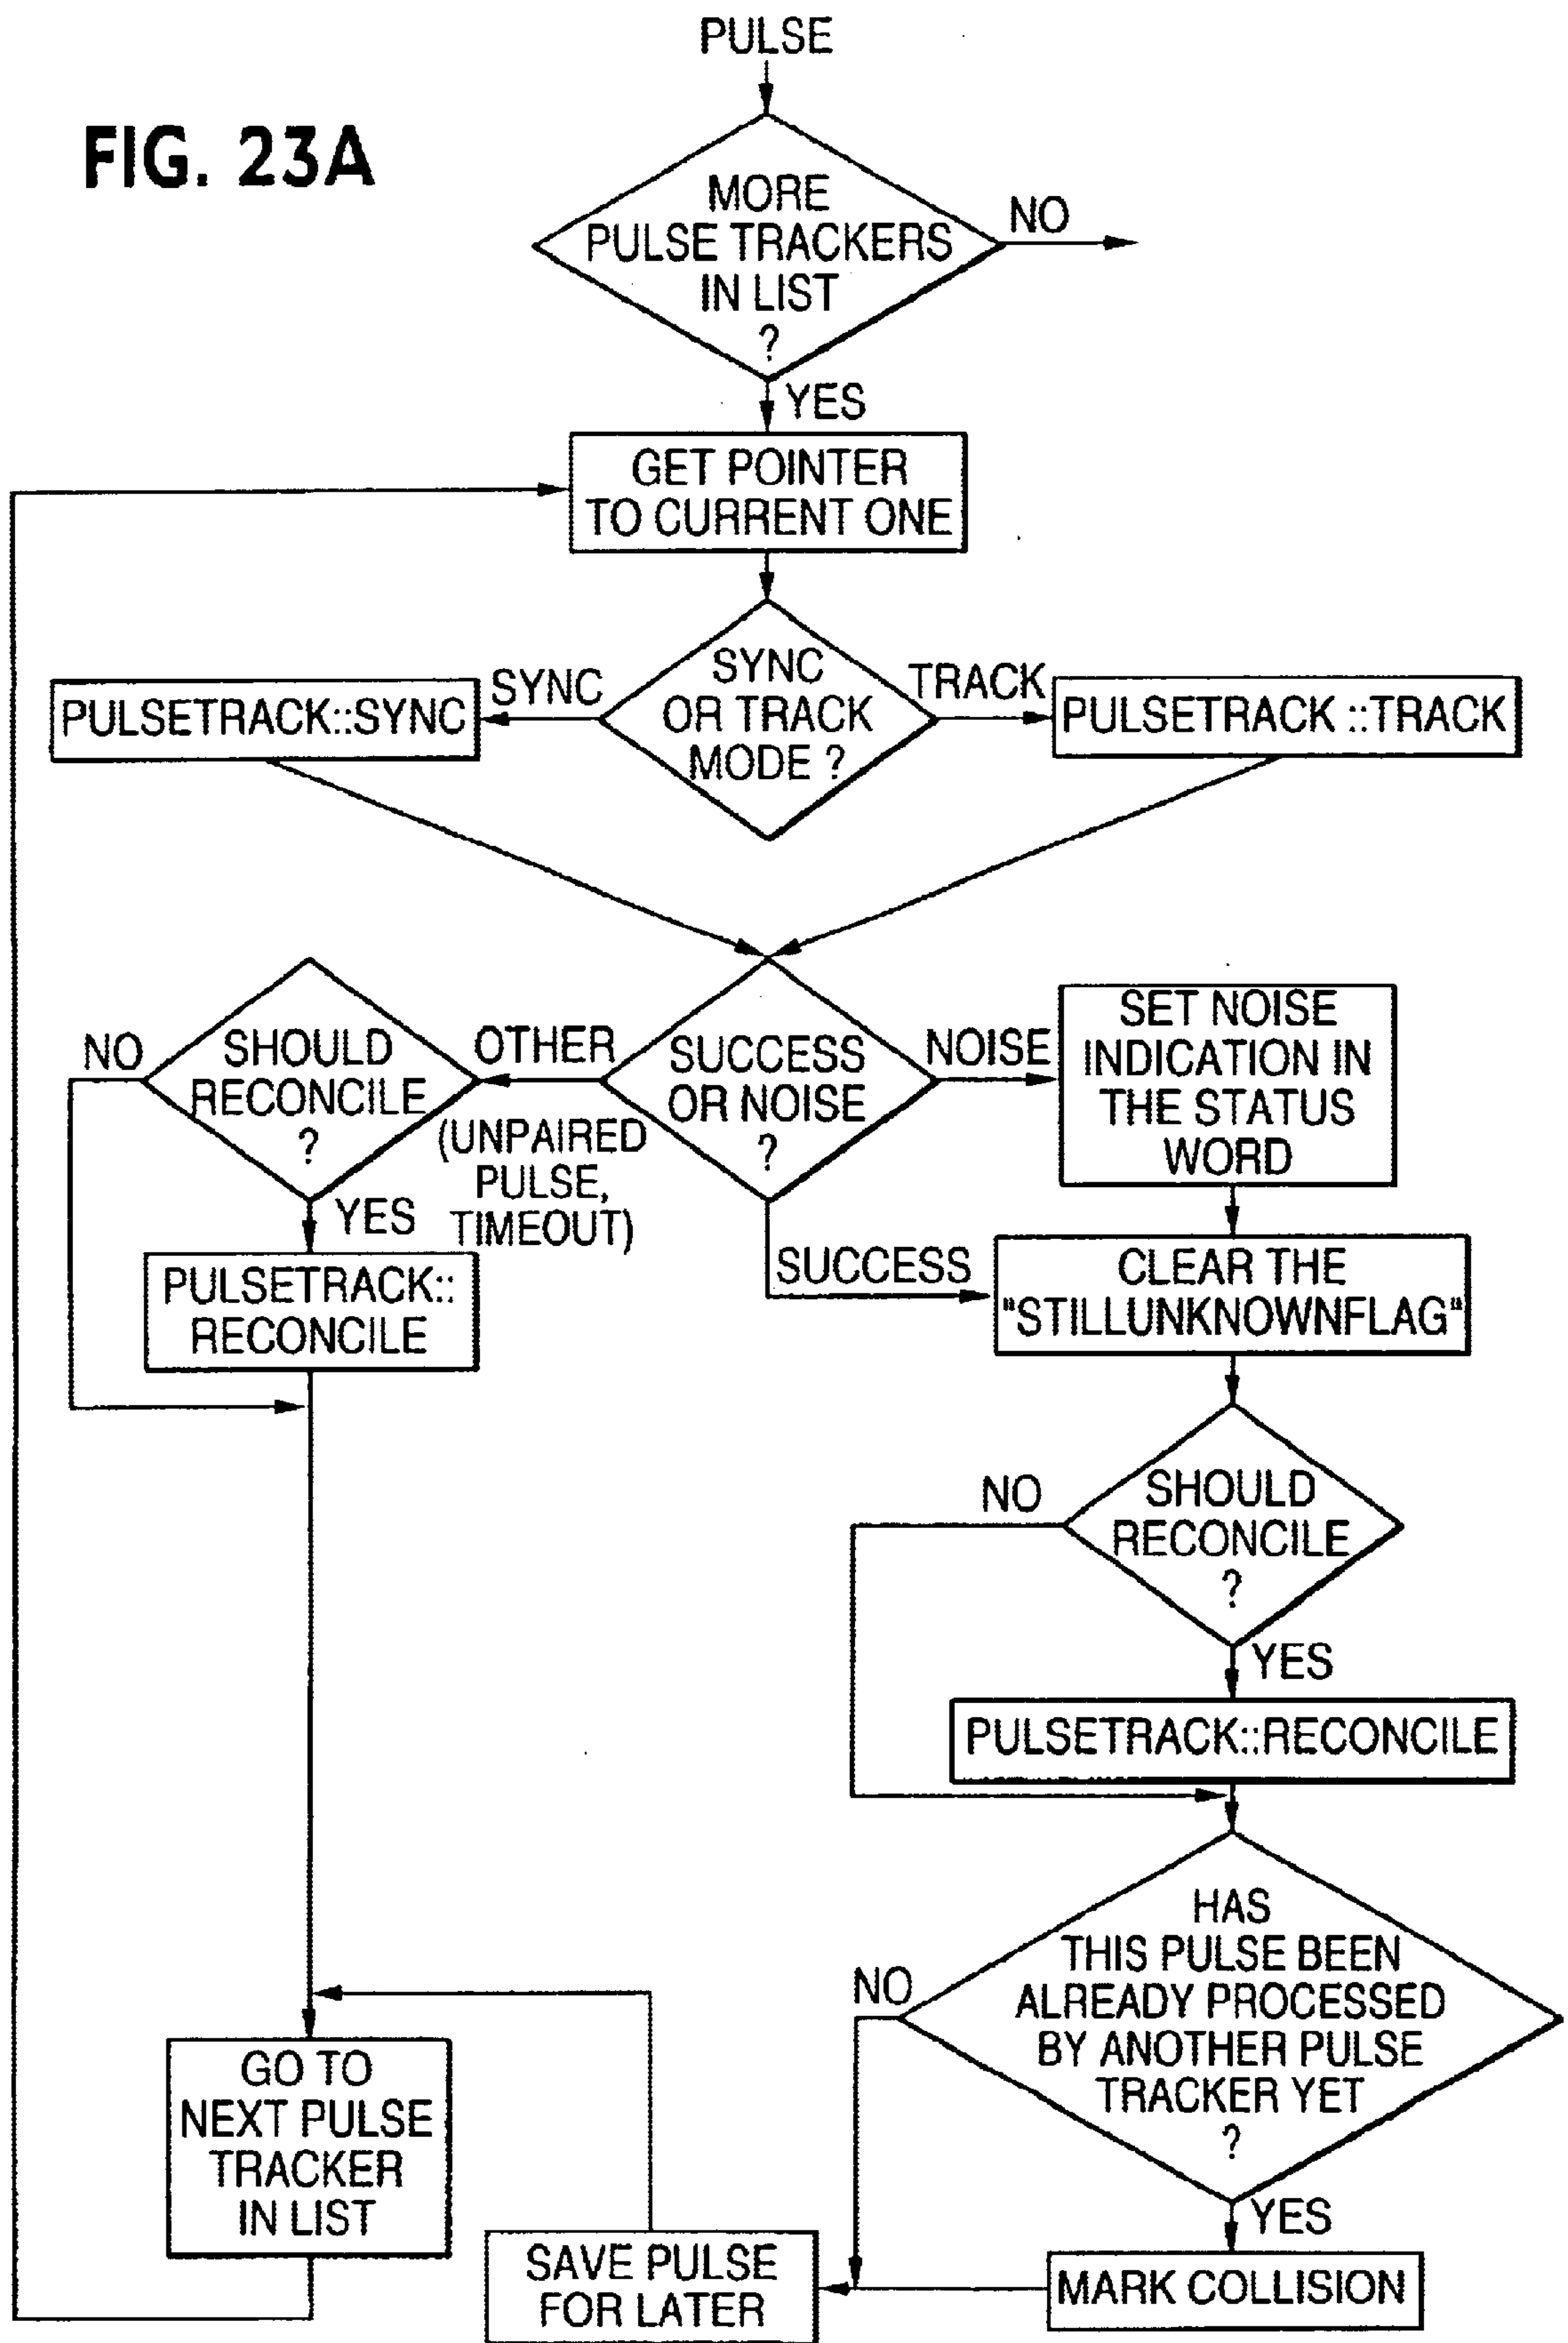 PULSE
FIG. 23A
MORE
PULSE TRACKERS
IN LIST
?
NO
YES
GET POINTER
TO CURRENT ONE
SYNC
OR TRACK
MODE ?
SYNC
TRACK
PULSETRACK::SYNC
PULSETRACK ::TRACK
SUCCESS
OR NOISE
?
OTHER
(UNPAIRED
PULSE,
TIMEOUT)
NOISE
SUCCESS
SHOULD
RECONCILE
?
NO
YES
PULSETRACK::
RECONCILE
SET NOISE
INDICATION IN
THE STATUS
WORD
CLEAR THE
"STILLUNKNOWNFLAG"
SHOULD
RECONCILE
?
NO
YES
PULSETRACK::RECONCILE
HAS
THIS PULSE BEEN
ALREADY PROCESSED
BY ANOTHER PULSE
TRACKER YET
?
NO
YES
MARK COLLISION
SAVE PULSE
FOR LATER
GO TO
NEXT PULSE
TRACKER
IN LIST